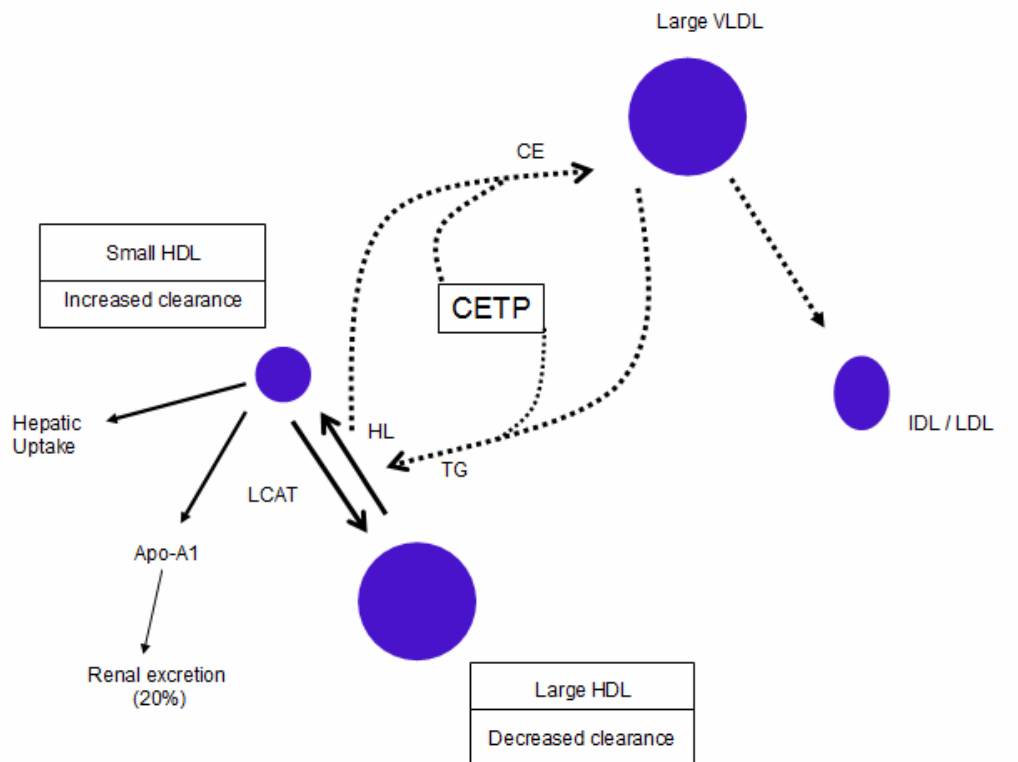 Large VLDL
CE
Small HDL
Increased clearance
CETP
Hepatic
Uptake
HL
IDL / LDL
TG
LCAT
Apo-A1
Renal excretion
(20%)
Large HDL
Decreased clearance